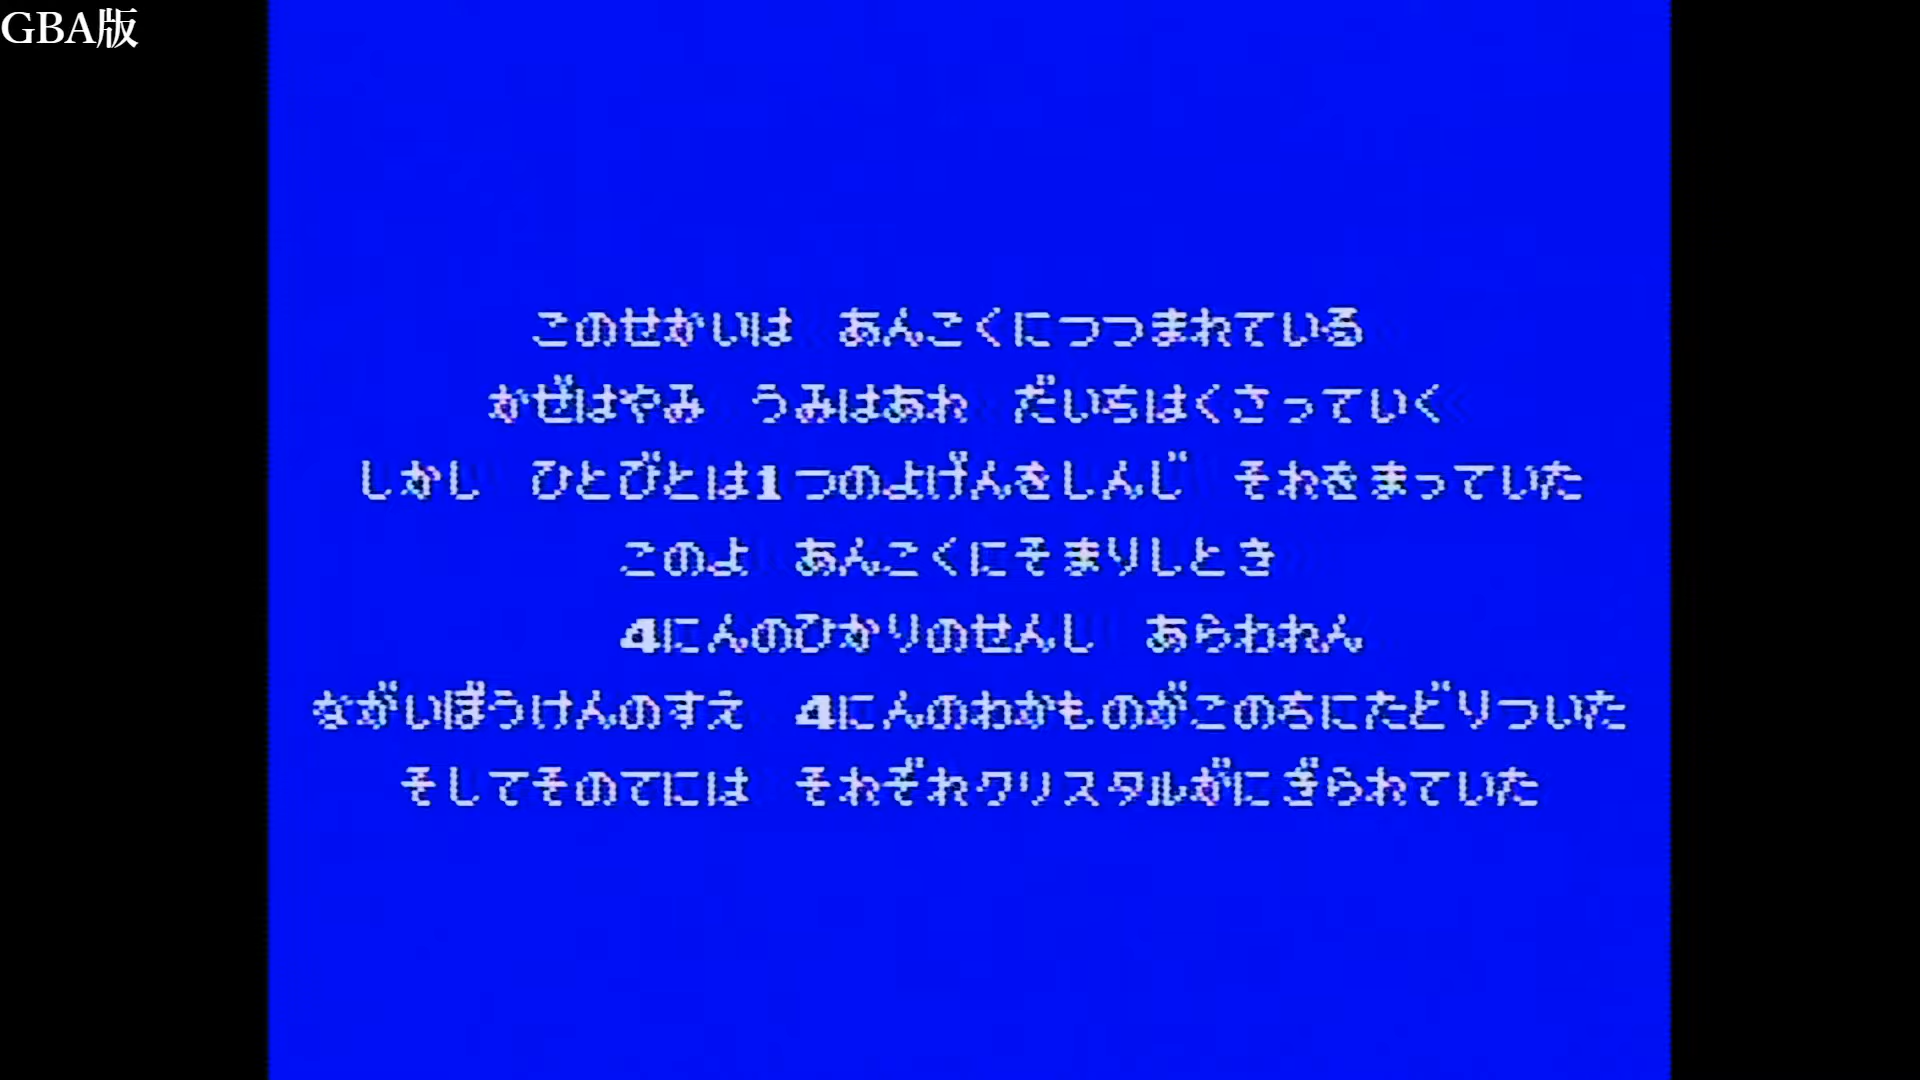 GBA版
このせかいは　あんこくにつつまれている
かぜはやみ　うみはあれ　だいちはくさっていく
しかし　ひとびとは1つのよげんをしんじ　それをまっていた
このよ　あんこくにそまりしとき
4にんのひかりのせんし　あらわれん
ながいぼうけんのすえ　4にんのわかものがこのちにたどりついた
そしてそのてには　それぞれクリスタルがにぎられていた